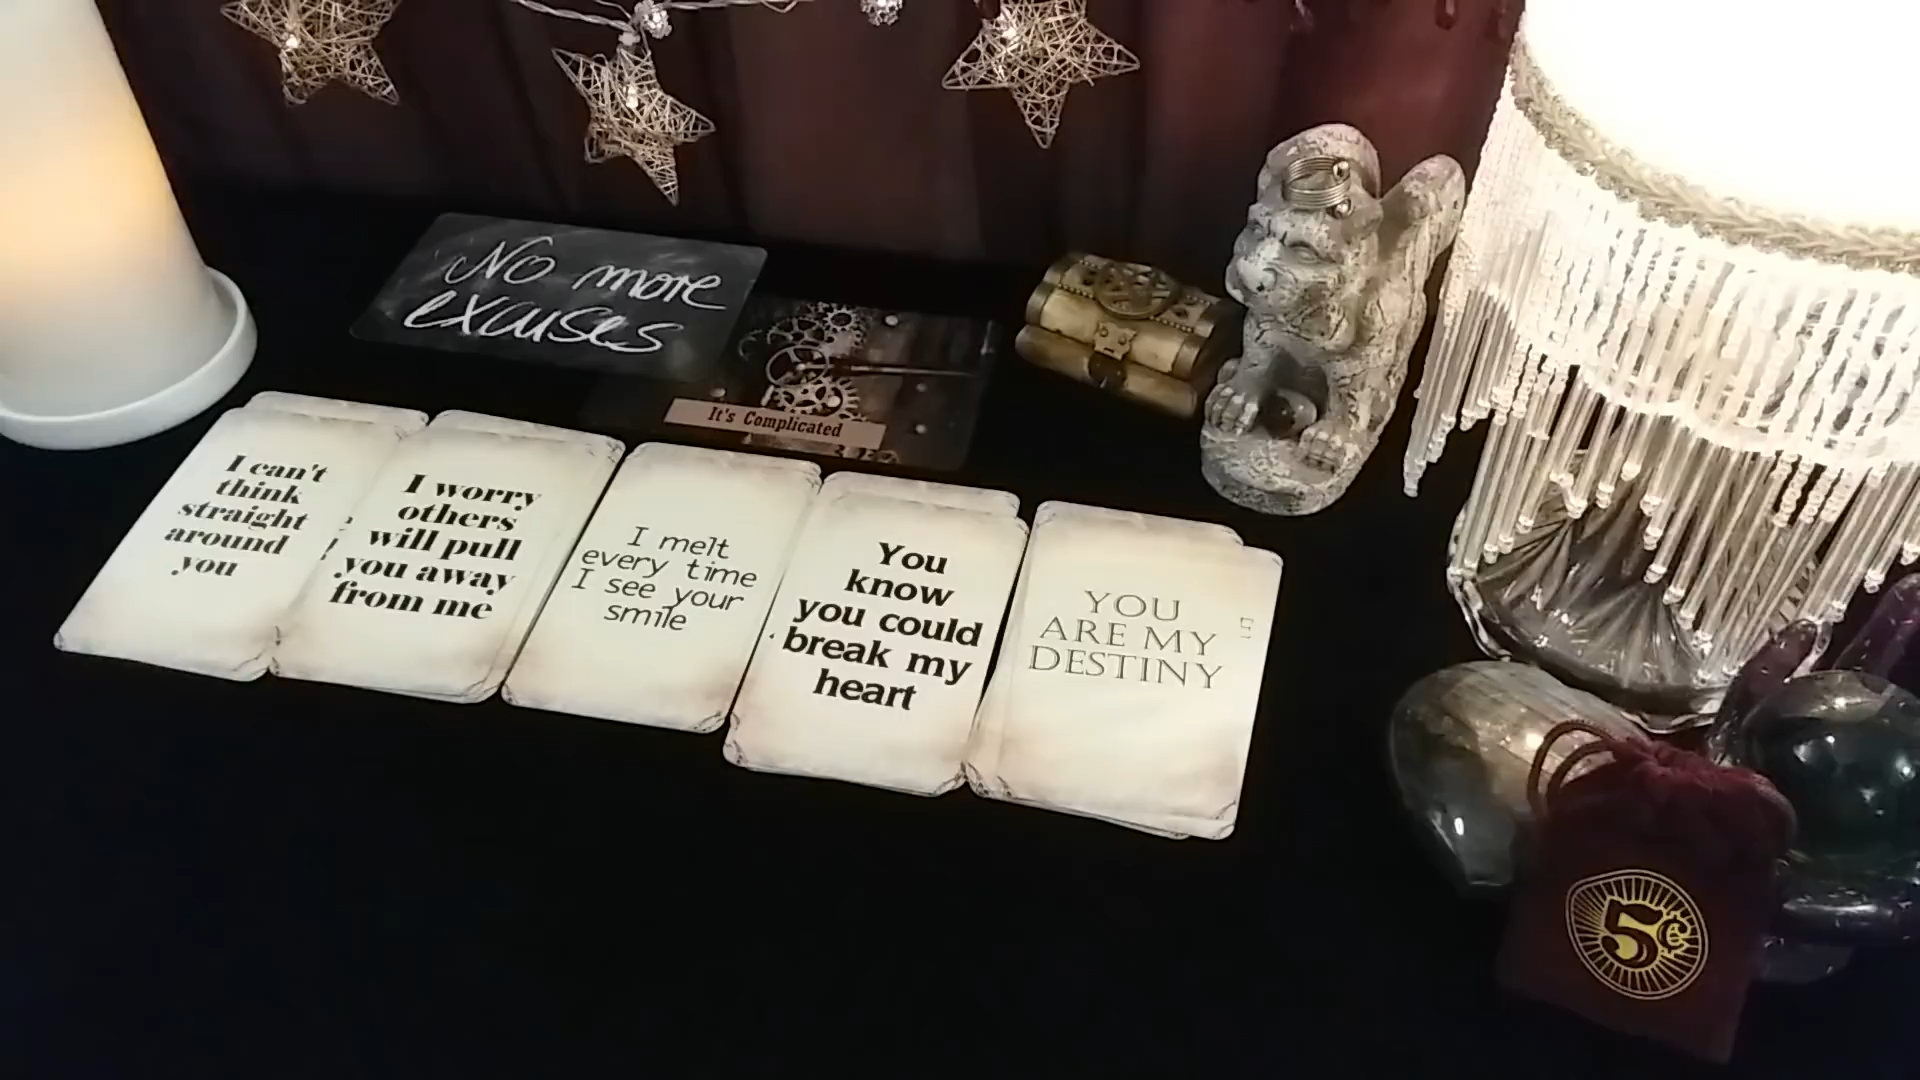 No more
excuses
It's Complicated
I can't
think
straight
around
you
I worry
others
will pull
you away
from me
I melt
every time
I see your
smile
You
know
you could
break my
heart
YOU
ARE MY
DESTINY
5¢